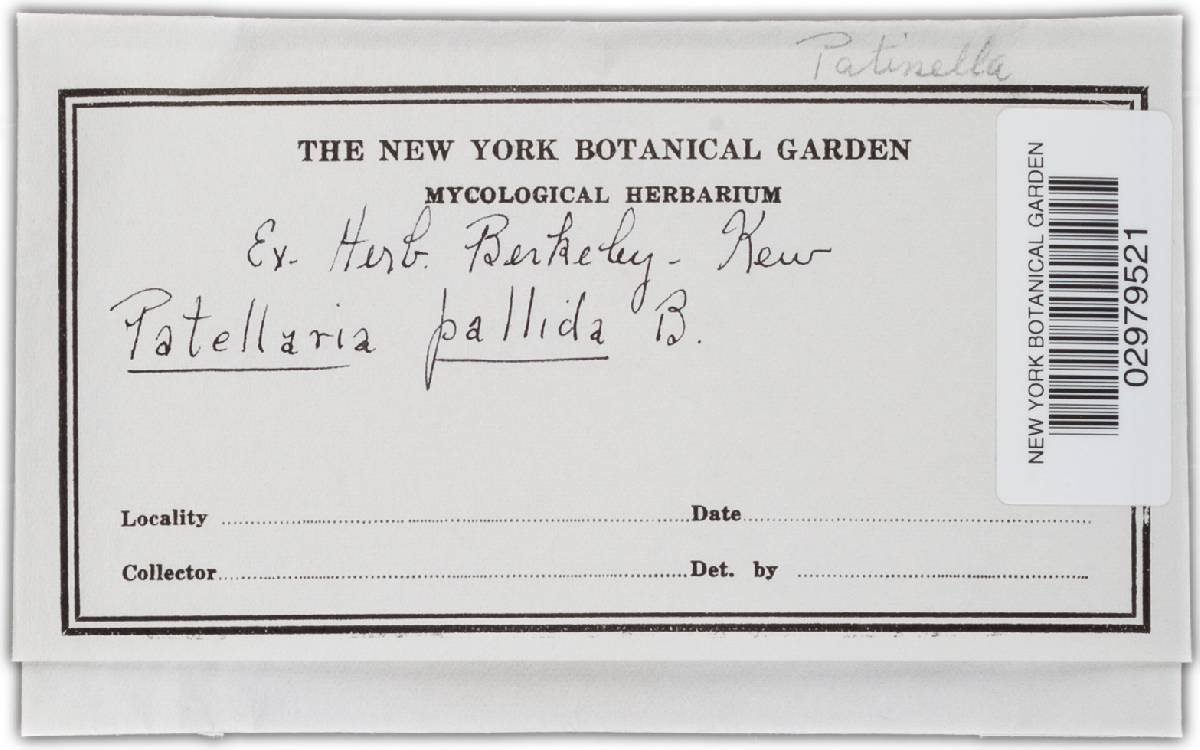 Patinella
THE NEW YORK BOTANICAL GARDEN
MYCOLOGICAL HERBARIUM
Ex. Herb. Berkeley - Kew
Patellaria pallida B.
Locality Date
Collector Det. by
NEW YORK BOTANICAL GARDEN
02979521